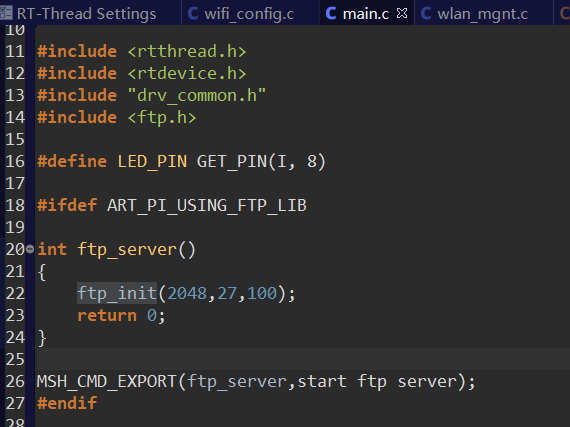 RT-Thread Settings wifi_config.c main.c wlan_mgnt.c
10
11 #include <rtthread.h>
12 #include <rtdevice.h>
13 #include "drv_common.h"
14 #include <ftp.h>
15
16 #define LED_PIN GET_PIN(I, 8)
17
18 #ifdef ART_PI_USING_FTP_LIB
19
20 int ftp_server()
21 {
22     ftp_init(2048,27,100);
23     return 0;
24 }
25
26 MSH_CMD_EXPORT(ftp_server,start ftp server);
27 #endif
28